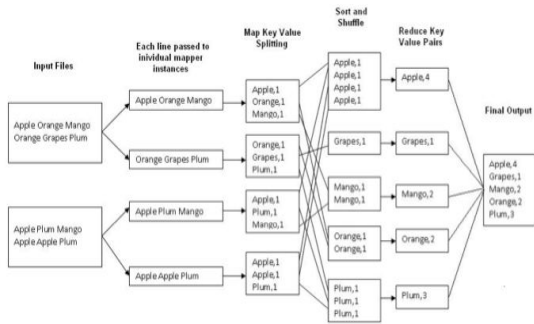 Input Files
Apple Orange Mango
Orange Grapes Plum
Apple Plum Mango
Apple Apple Plum
Each line passed to
inividual mapper
instances
Apple Orange Mango
Orange Grapes Plum
Apple Plum Mango
Apple Apple Plum
Map Key Value
Splitting
Apple,1
Orange,1
Mango,1
Orange,1
Grapes,1
Plum,1
Apple,1
Plum,1
Mango,1
Apple,1
Apple,1
Plum,1
Sort and
Shuffle
Apple,1
Apple,1
Apple,1
Apple,1
Grapes,1
Mango,1
Mango,1
Orange,1
Orange,1
Plum,1
Plum,1
Plum,1
Reduce Key
Value Pairs
Apple,4
Grapes,1
Mango,2
Orange,2
Plum,3
Final Output
Apple,4
Grapes,1
Mango,2
Orange,2
Plum,3